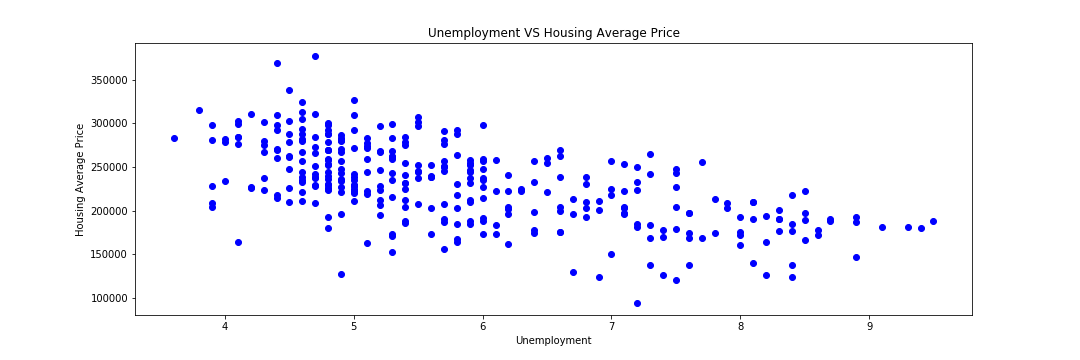 Unemployment VS Housing Average Price
350000
300000
250000
200000
150000
100000
Housing Average Price
4 5 6 7 8 9
Unemployment